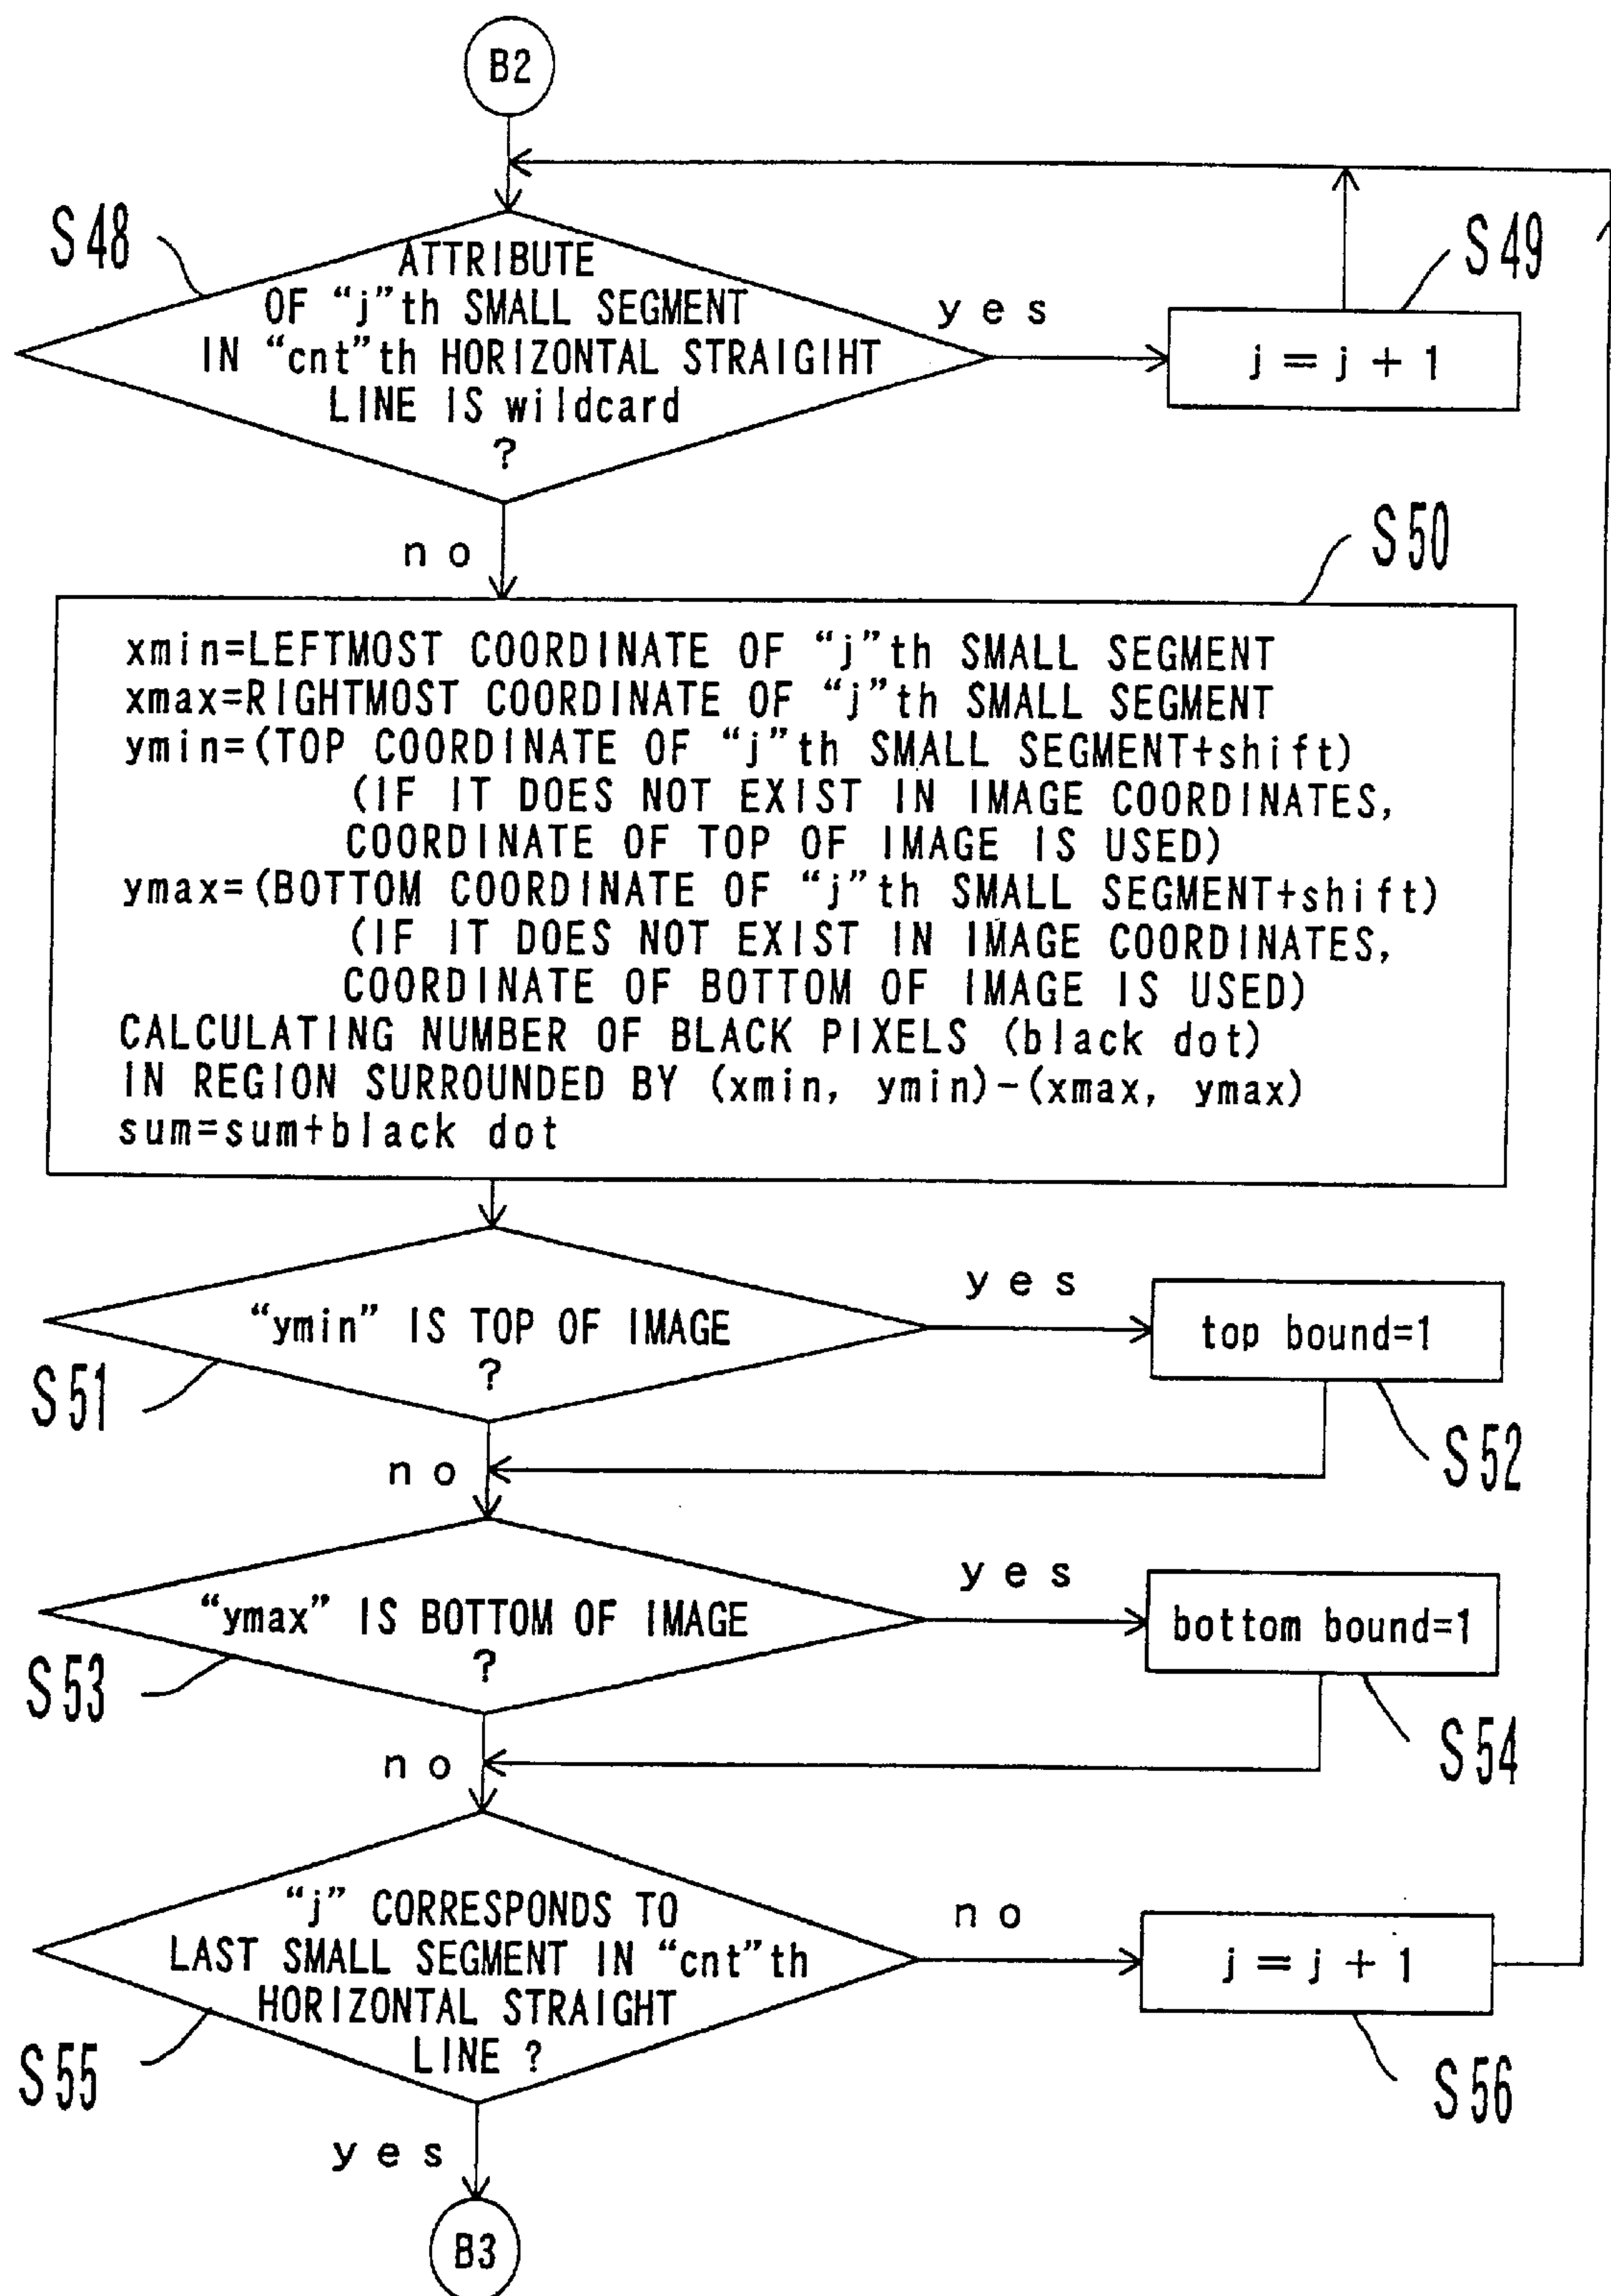 B2
S48
ATTRIBUTE
OF “j”th SMALL SEGMENT
IN “cnt”th HORIZONTAL STRAIGIHT
LINE IS wildcard
?
yes
S49
j = j + 1
no
S50
xmin=LEFTMOST COORDINATE OF “j”th SMALL SEGMENT
xmax=RIGHTMOST COORDINATE OF “j”th SMALL SEGMENT
ymin=(TOP COORDINATE OF “j”th SMALL SEGMENT+shift)
(IF IT DOES NOT EXIST IN IMAGE COORDINATES,
COORDINATE OF TOP OF IMAGE IS USED)
ymax=(BOTTOM COORDINATE OF “j”th SMALL SEGMENT+shift)
(IF IT DOES NOT EXIST IN IMAGE COORDINATES,
COORDINATE OF BOTTOM OF IMAGE IS USED)
CALCULATING NUMBER OF BLACK PIXELS (black dot)
IN REGION SURROUNDED BY (xmin, ymin)-(xmax, ymax)
sum=sum+black dot
“ymin” IS TOP OF IMAGE
?
S51
yes
top bound=1
S52
no
“ymax” IS BOTTOM OF IMAGE
?
S53
yes
bottom bound=1
S54
no
“j” CORRESPONDS TO
LAST SMALL SEGMENT IN “cnt”th
HORIZONTAL STRAIGHT
LINE ?
S55
no
j = j + 1
S56
yes
B3